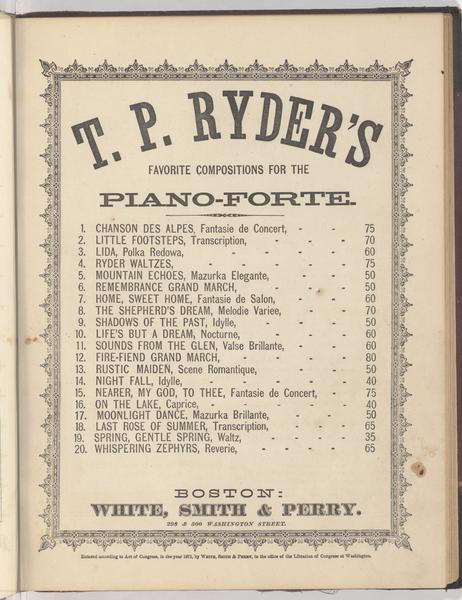 T. P. RYDER'S
FAVORITE COMPOSITIONS FOR THE
PIANO-FORTE.
1. CHANSON DES ALPES, Fantasie de Concert, - - 75
2. LITTLE FOOTSTEPS, Transcription, - - - 70
3. LIDA, Polka Redowa, - - - - 60
4. RYDER WALTZES, - - - - 75
5. MOUNTAIN ECHOES, Mazurka Elegante, - - - 50
6. REMEMBRANCE GRAND MARCH, - - - - 50
7. HOME, SWEET HOME, Fantasie de Salon, - - - 60
8. THE SHEPHERD'S DREAM, Melodie Variee, - - - 70
9. SHADOWS OF THE PAST, Idylle, - - - - 50
10. LIFE'S BUT A DREAM, Nocturne, - - - - 60
11. SOUNDS FROM THE GLEN, Valse Brillante, - - - 60
12. FIRE-FIEND GRAND MARCH, - - - - 80
13. RUSTIC MAIDEN, Scene Romantique, - - - 50
14. NIGHT FALL, Idylle, - - - - - 40
15. NEARER, MY GOD, TO THEE, Fantasie de Concert, - 75
16. ON THE LAKE, Caprice, - - - - - 40
17. MOONLIGHT DANCE, Mazurka Brillante, - - - 50
18. LAST ROSE OF SUMMER, Transcription, - - - 65
19. SPRING, GENTLE SPRING, Waltz, - - - - 35
20. WHISPERING ZEPHYRS, Reverie, - - - - 65
BOSTON:
WHITE, SMITH & PERRY.
298 & 300 WASHINGTON STREET.
Entered according to Act of Congress, in the year 1872, by WHITE, SMITH & PERRY, in the office of the Librarian of Congress at Washington.